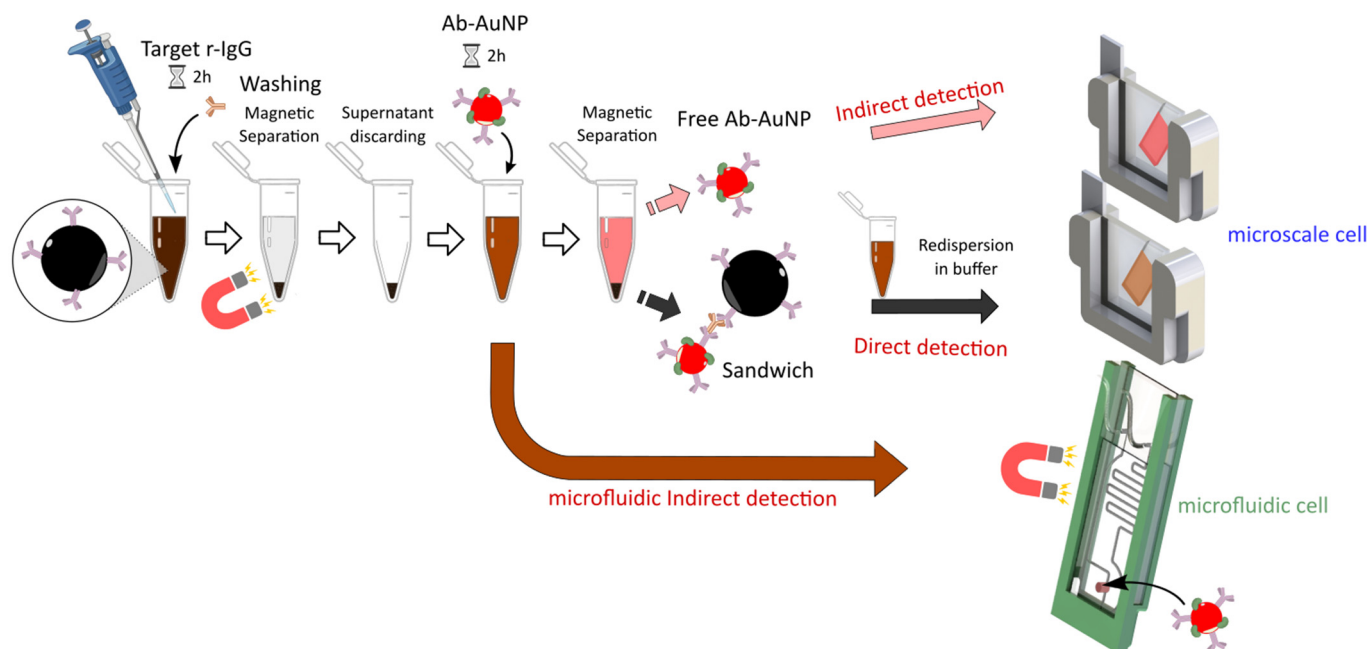 Target r-IgG
2h
Washing
Magnetic
Separation
Supernatant
discarding
Ab-AuNP
2h
Magnetic
Separation
Free Ab-AuNP
Indirect detection
Sandwich
Redispersion
in buffer
Direct detection
microscale cell
microfluidic Indirect detection
microfluidic cell